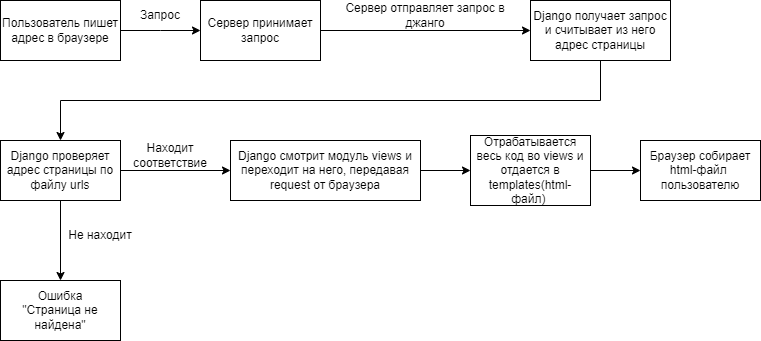 Пользователь пишет
адрес в браузере
Запрос
Сервер принимает
запрос
Сервер отправляет запрос в
джанго
Django получает запрос
и считывает из него
адрес страницы
Django проверяет
адрес страницы по
файлу urls
Находит
соответствие
Django смотрит модуль views и
переходит на него, передавая
request от браузера
Отрабатывается
весь код во views и
отдается в
templates(html-
файл)
Браузер собирает
html-файл
пользователю
Не находит
Ошибка
"Страница не
найдена"